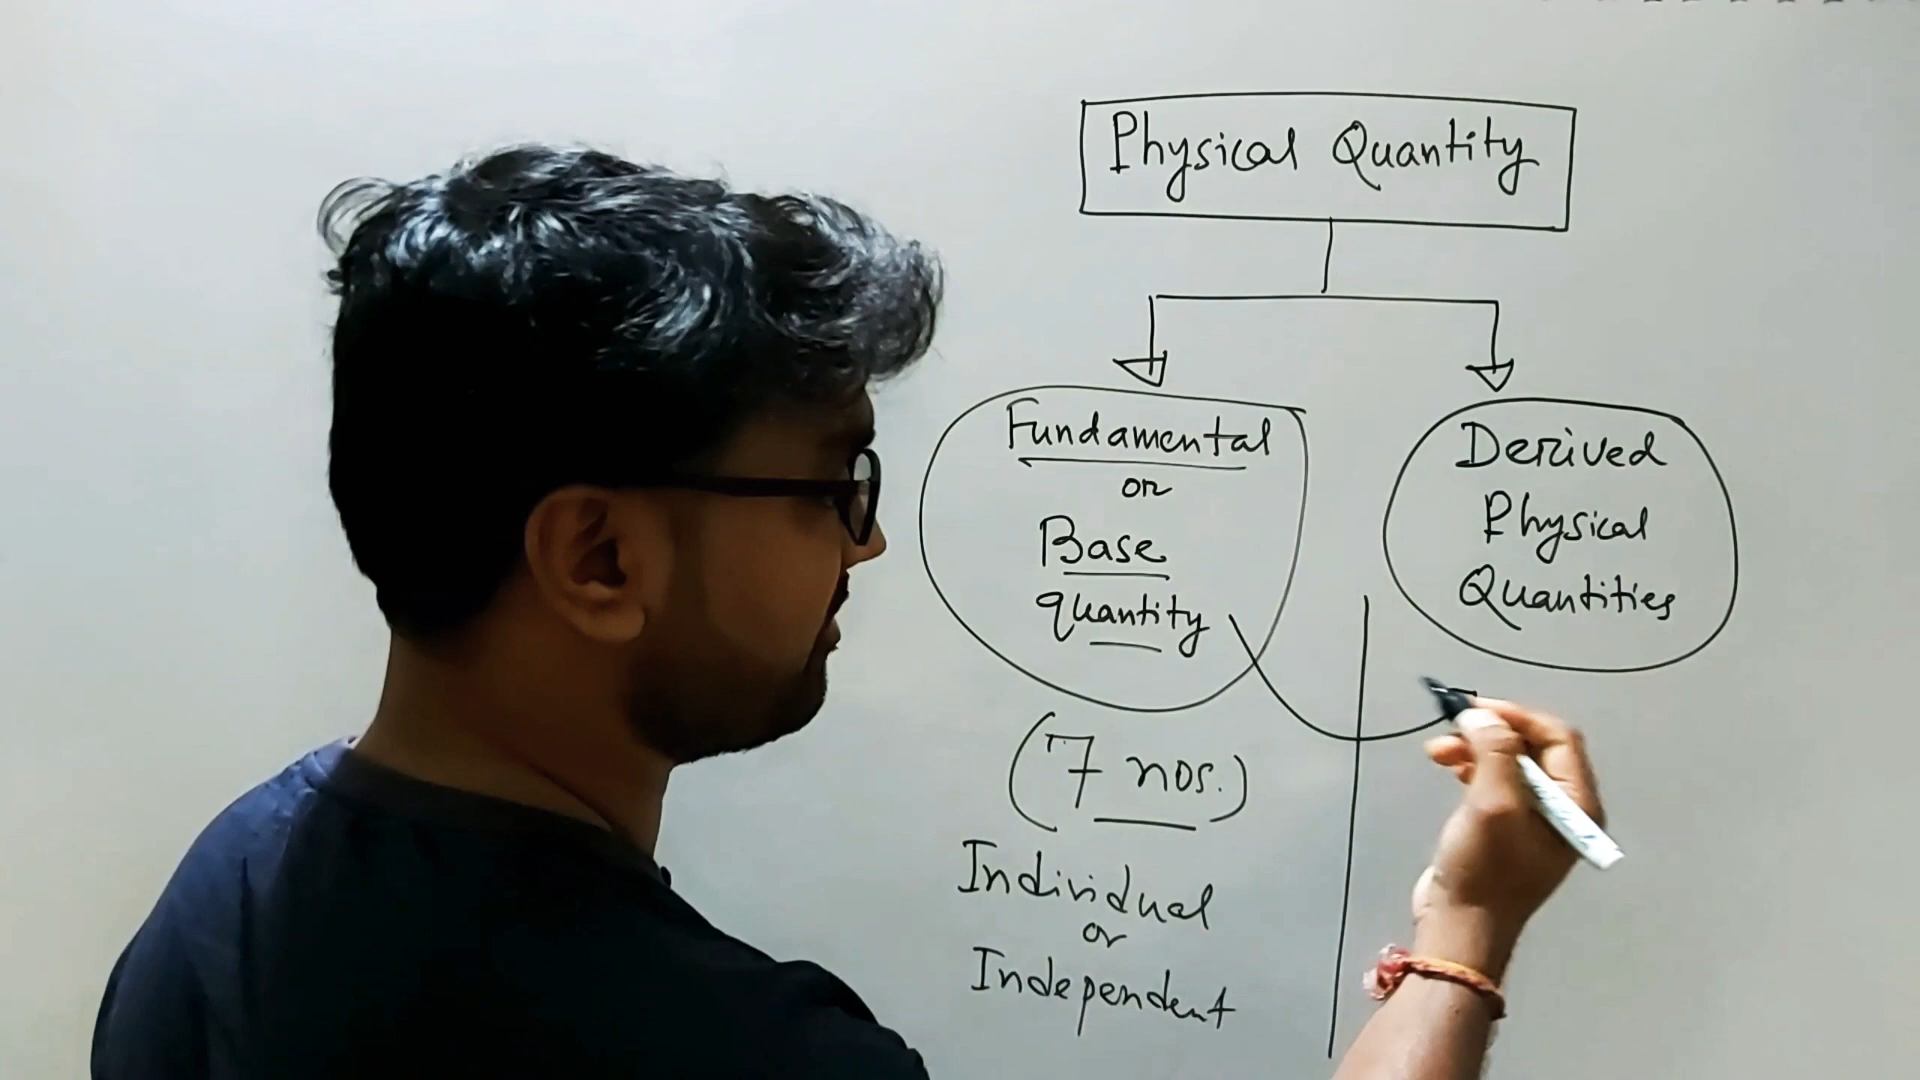 Physical Quantity
Fundamental
or
Base
quantity
(7 nos.)
Individual
or
Independent
Derived
Physical
Quantities